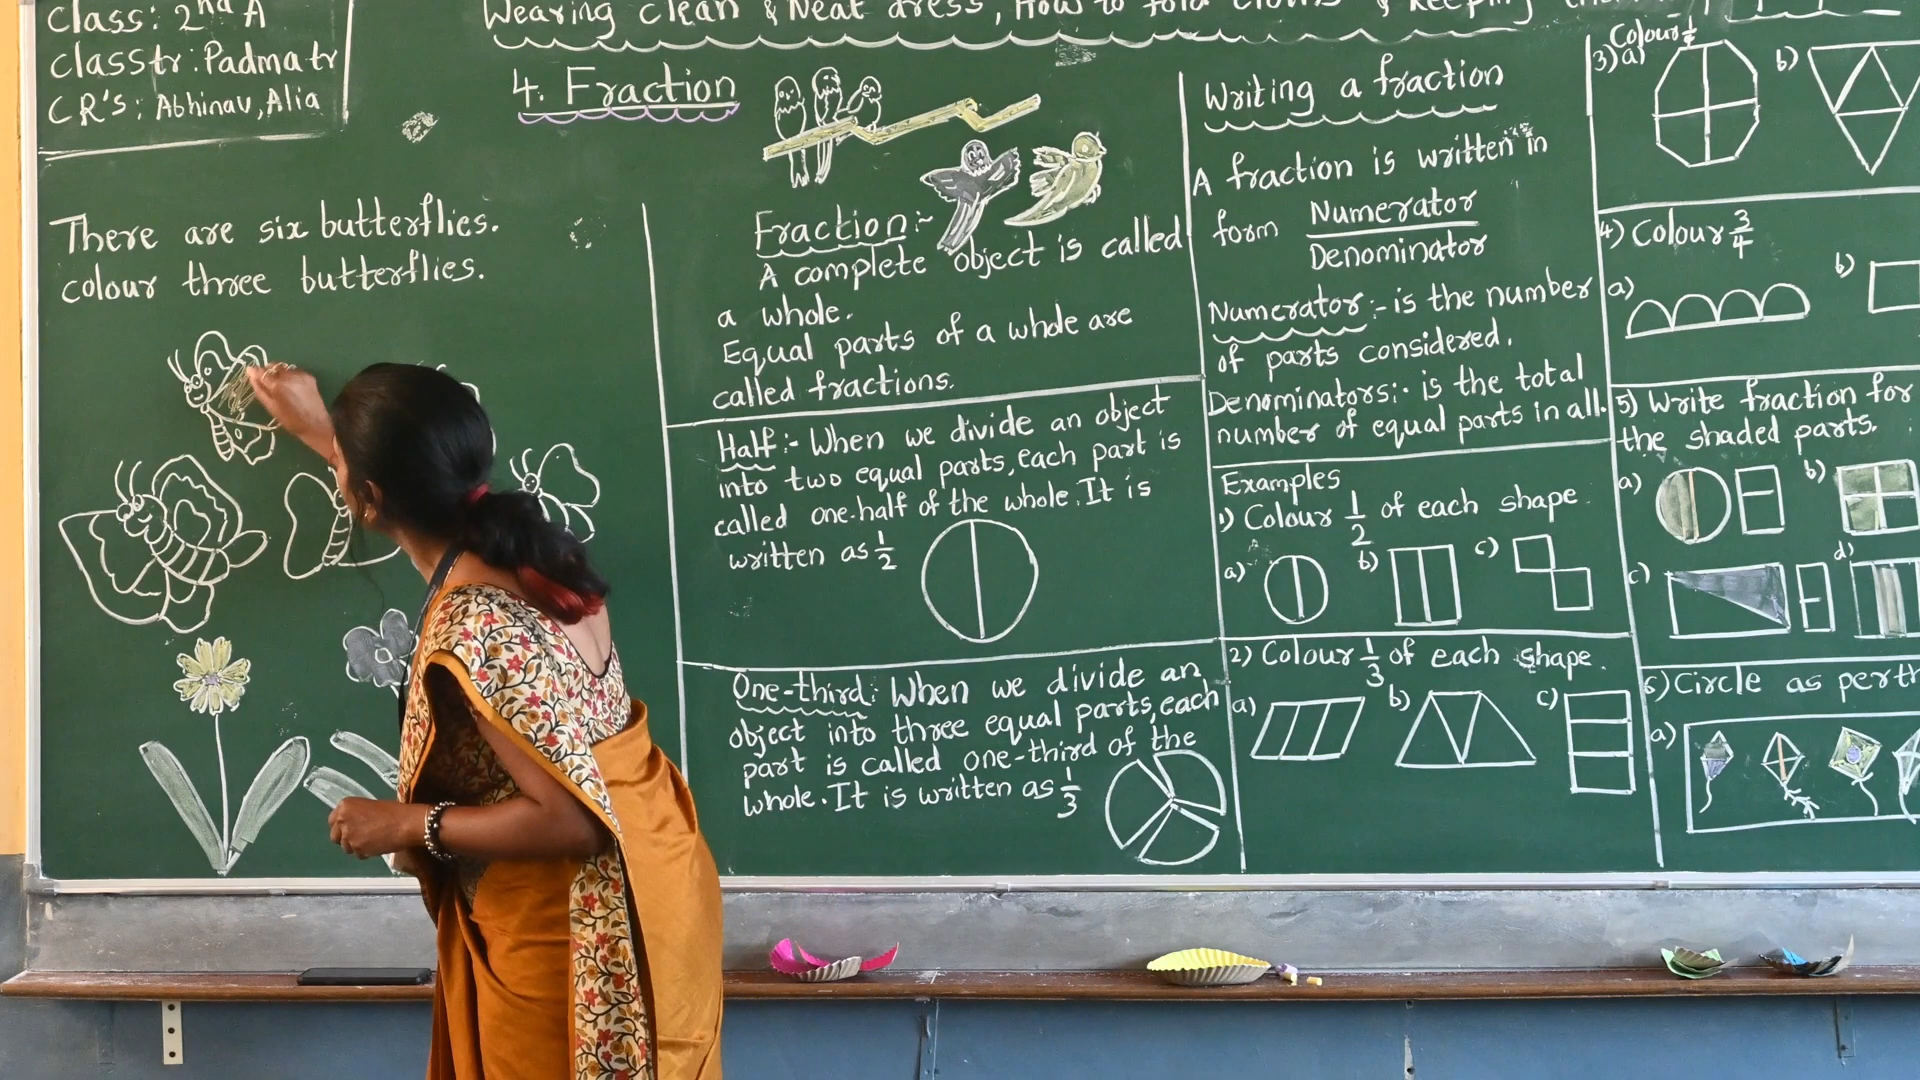 Class: 2nd A
Class tr: Padma tr
CR's: Abhinav, Alia
Wearing clean & Neat dress, How to fold
4. Fraction
There are six butterflies.
colour three butterflies.
Fraction:-
A complete object is called
a whole.
Equal parts of a whole are
called fractions.
Half:- When we divide an object
into two equal parts, each part is
called one-half of the whole. It is
written as 1/2
One-third: When we divide an
object into three equal parts, each
part is called one-third of the
whole. It is written as 1/3
Writing a fraction
A fraction is written in
form Numerator/Denominator
Numerator:- is the number
of parts considered.
Denominators:- is the total
number of equal parts in all.
Examples
1) Colour 1/2 of each shape.
a) b) c)
2) Colour 1/3 of each shape.
a) b) c)
Colour
3) a) b)
4) Colour 3/4
a) b)
5) Write fraction for
the shaded parts.
a) b)
c) d)
6) Circle as per
a)